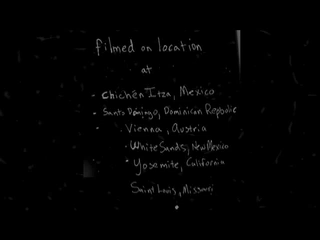 filmed on location
at
- Chichén Itza, Mexico
- Santo Domingo, Dominican Republic
- Vienna, Austria
- White Sands, New Mexico
- Yosemite, California
Saint Louis, Missouri